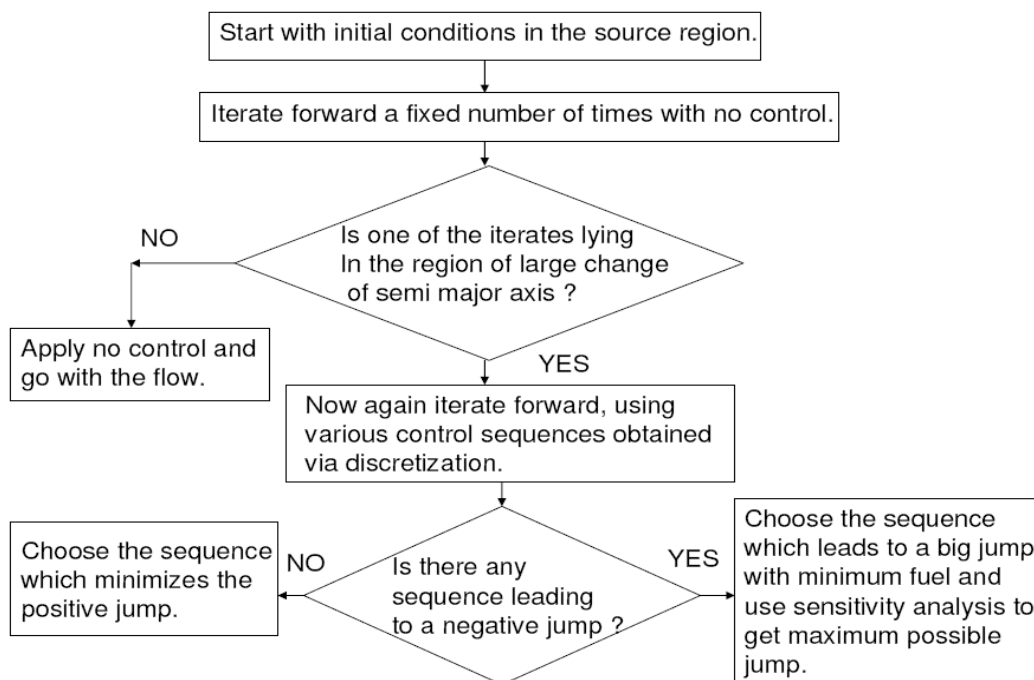 Start with initial conditions in the source region.
Iterate forward a fixed number of times with no control.
NO
Is one of the iterates lying
In the region of large change
of semi major axis ?
Apply no control and
go with the flow.
YES
Now again iterate forward, using
various control sequences obtained
via discretization.
Choose the sequence
which minimizes the
positive jump.
NO
Is there any
sequence leading
to a negative jump ?
YES
Choose the sequence
which leads to a big jump
with minimum fuel and
use sensitivity analysis to
get maximum possible
jump.